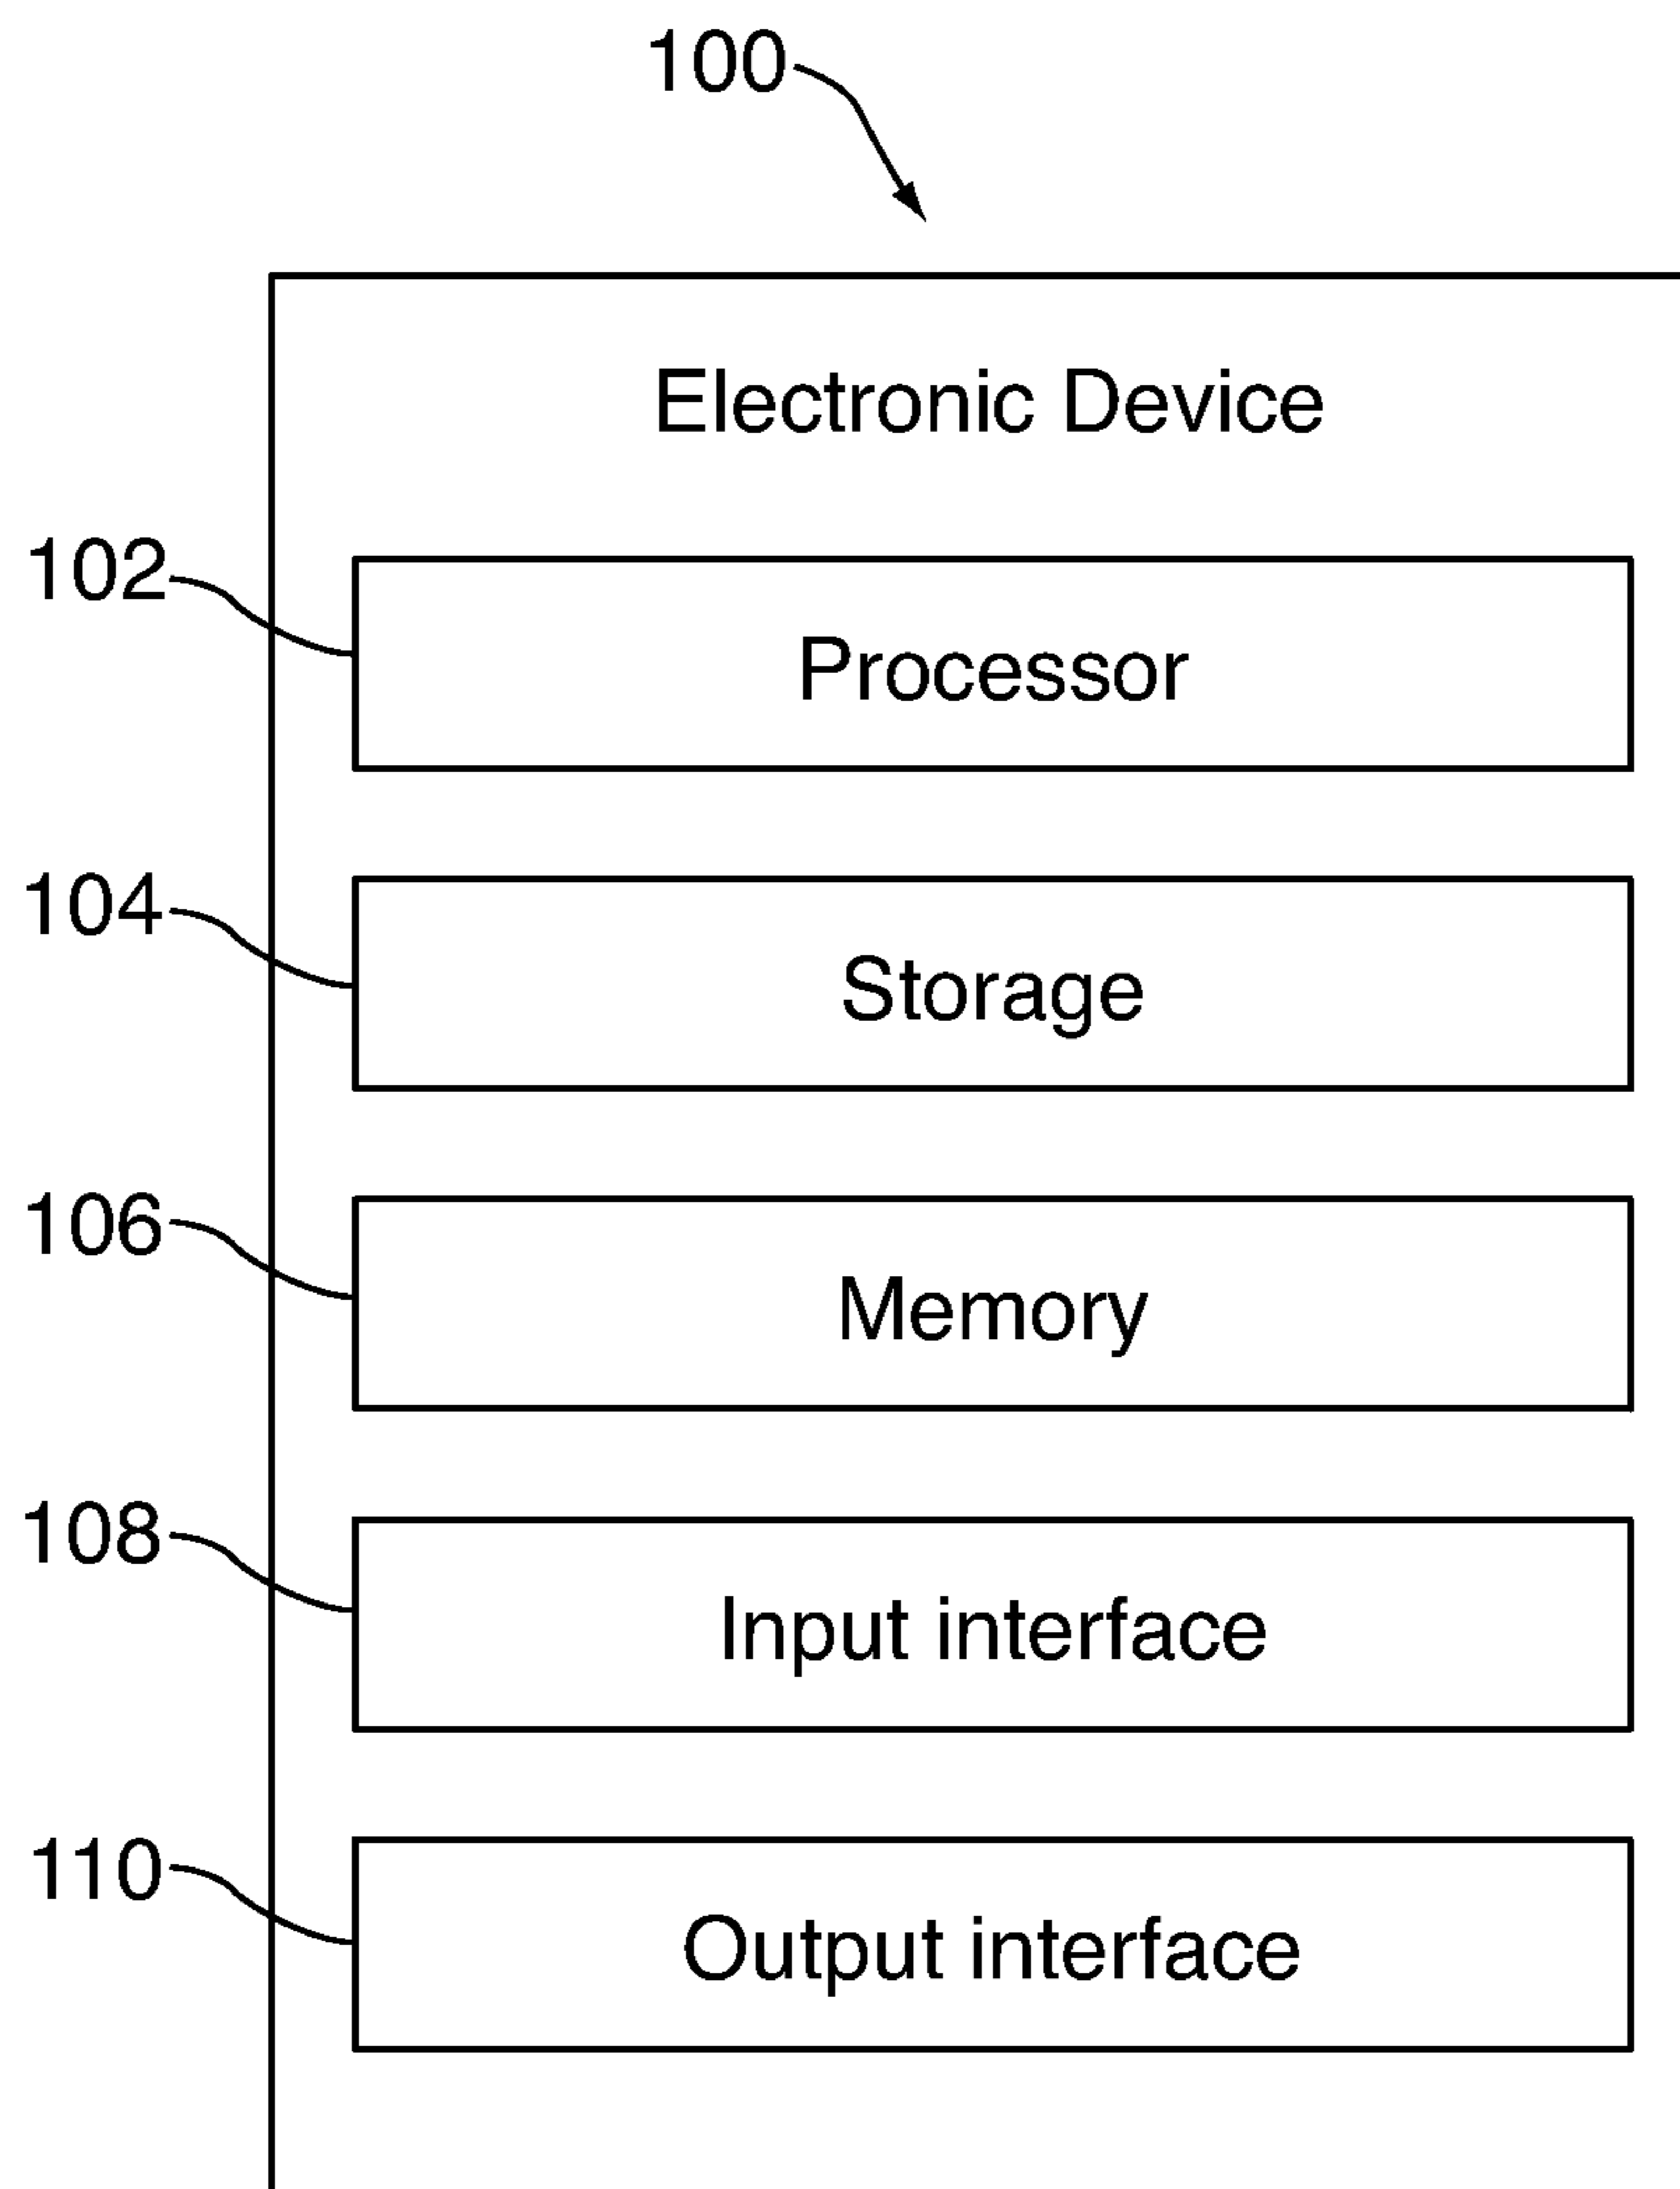 100
Electronic Device
102
Processor
104
Storage
106
Memory
108
Input interface
110
Output interface